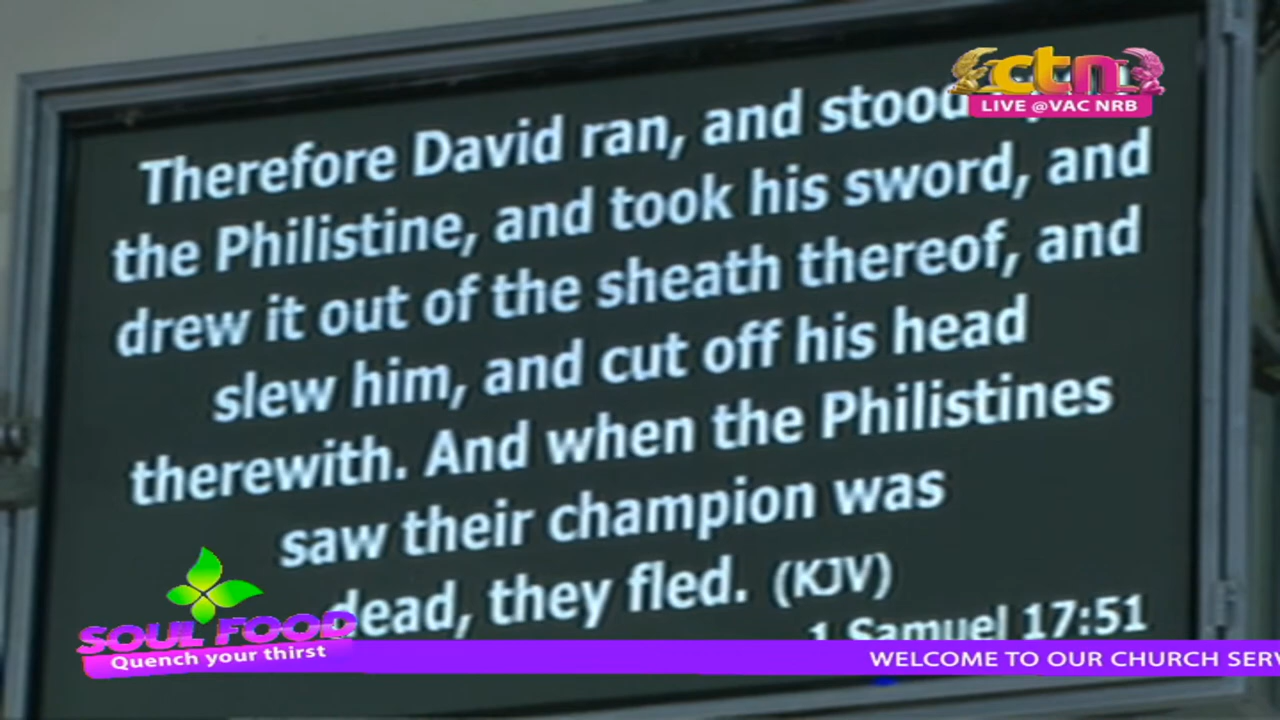 ctn
LIVE @VAC NRB
Therefore David ran, and stood
the Philistine, and took his sword, and
drew it out of the sheath thereof, and
slew him, and cut off his head
therewith. And when the Philistines
saw their champion was
dead, they fled. (KJV)
1 Samuel 17:51
SOUL FOOD
Quench your thirst
WELCOME TO OUR CHURCH SERV